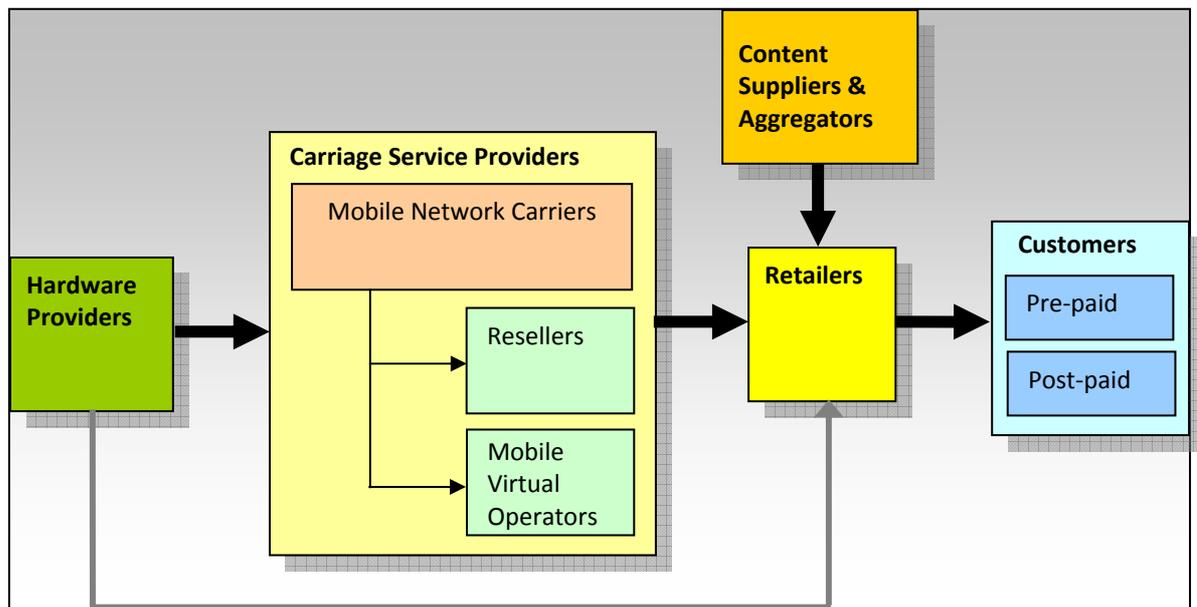 Content
Suppliers &
Aggregators
Carriage Service Providers
Mobile Network Carriers
Hardware
Providers
Resellers
Mobile
Virtual
Operators
Retailers
Customers
Pre-paid
Post-paid